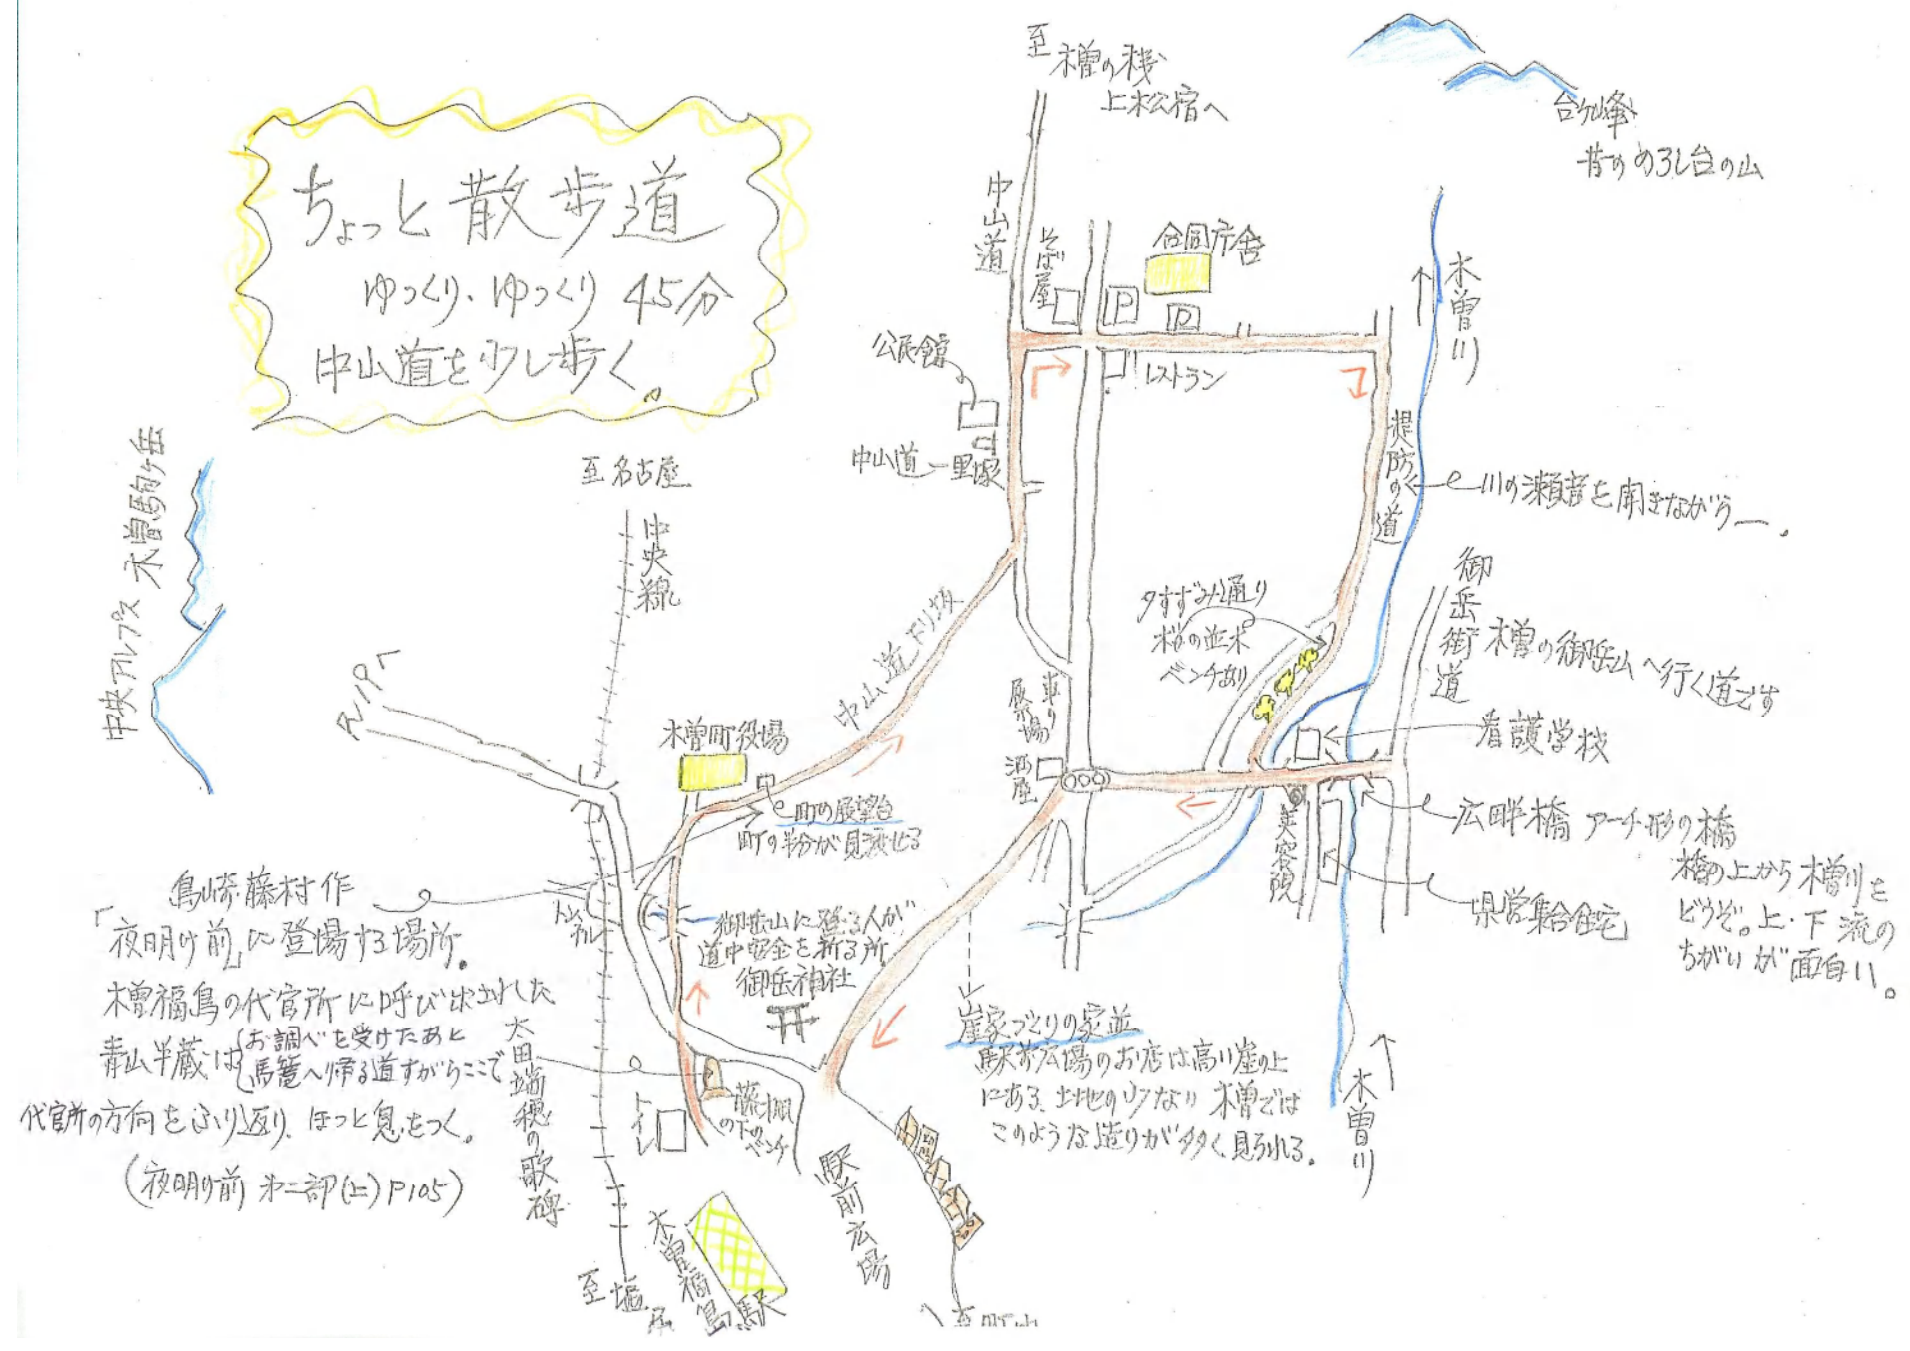 ちょっと散歩道
ゆっくり、ゆっくり 45分
中山道を少し歩く。
至 木曽の桟
上松宿へ
台ヶ峰
昔ののろし台の山
中山道
そば屋
合同庁舎
P
P
木曽川
公民館
レストラン
中山道一里塚
堤防の道
川の瀬音を聞きながら―。
中央アルプス 木曽駒ヶ岳
至名古屋
中央線
中山道下り坂
夕すずみ通り
桜の並木
ベンチあり
御岳街道
木曽の御岳山へ行く道です
看護学校
木曽町役場
展示場
酒屋
町の展望台
町の半分が見渡せる
美容院
広畔橋 アーチ形の橋
橋の上から木曽川を
どうぞ。上・下流の
ちがいが面白い。
県営集合住宅
島崎藤村作
「夜明け前」に登場する場所。
木曽福島の代官所に呼び出された
青山半蔵は お調べを受けたあと
馬籠へ帰る道すがらここで
代官所の方向をふり返り、ほっと息をつく。
(夜明け前 第二部(上)P105)
トンネル
御岳山に登る人が
道中安全を祈る所
御岳神社
太田瑞穂の歌碑
トイレ
藤棚の下のベンチ
崖家づくりの家並
駅前広場のお店は高い崖の上
にある。土地の少ない木曽では
このような造りが多く見られる。
駅前広場
木曽川
至塩尻
木曽福島駅